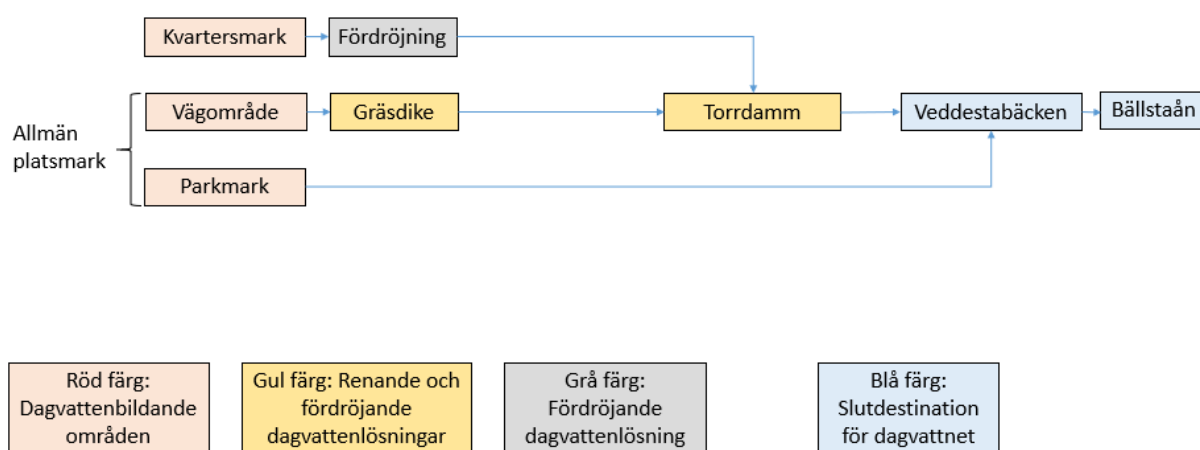 Kvartersmark
Fördröjning
Allmän
platsmark
Vägområde
Gräsdike
Torrdamm
Veddestabäcken
Bällstaån
Parkmark
Röd färg:
Dagvattenbildande
områden
Gul färg: Renande och
fördröjande
dagvattenlösningar
Grå färg:
Fördröjande
dagvattenlösning
Blå färg:
Slutdestination
för dagvattnet